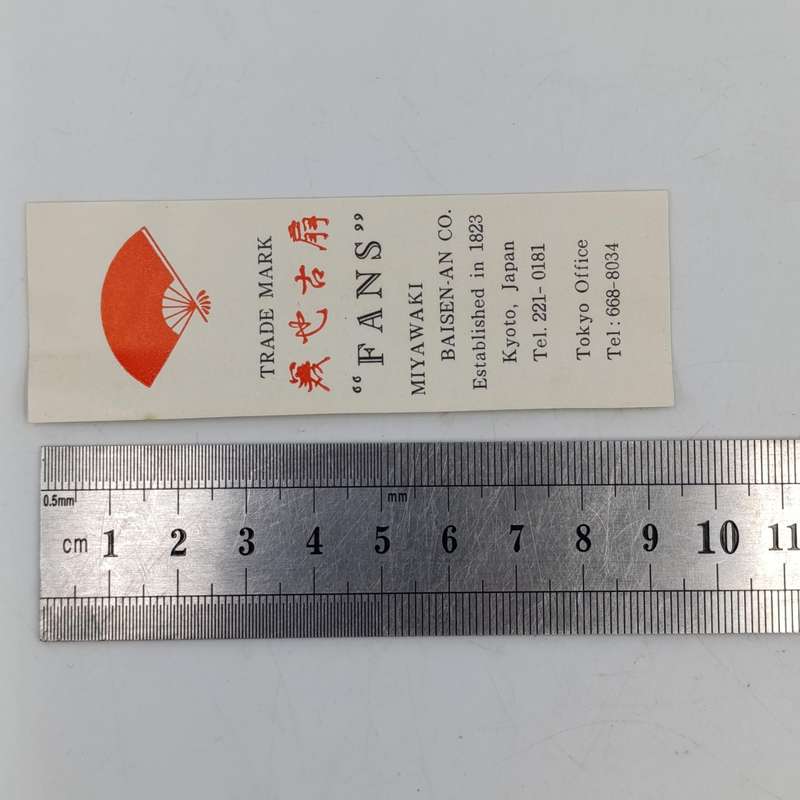 TRADE MARK
“FANS”
MIYAWAKI
BAISEN-AN CO.
Established in 1823
Kyoto, Japan
Tel. 221-0181
Tokyo Office
Tel: 668-8034
0.5mm
mm
cm 1 2 3 4 5 6 7 8 9 10 11